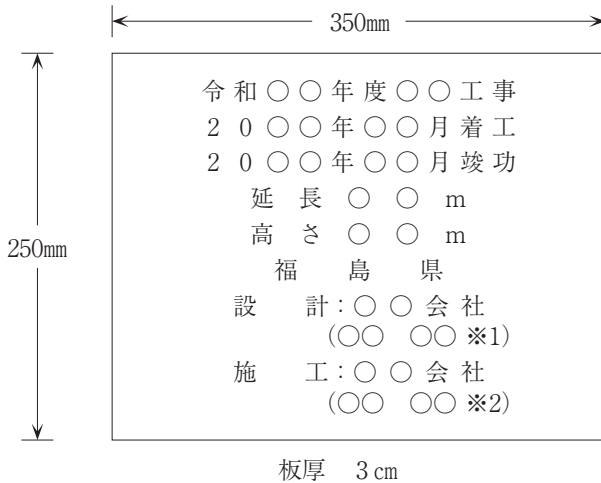 350mm
令和○○年度○○工事
20○○年○○月着工
20○○年○○月竣功
延長○○m
高さ○○m
250mm
福島県
設計:○○会社
(○○ ○○※1)
施工:○○会社
(○○ ○○※2)
板厚 3cm